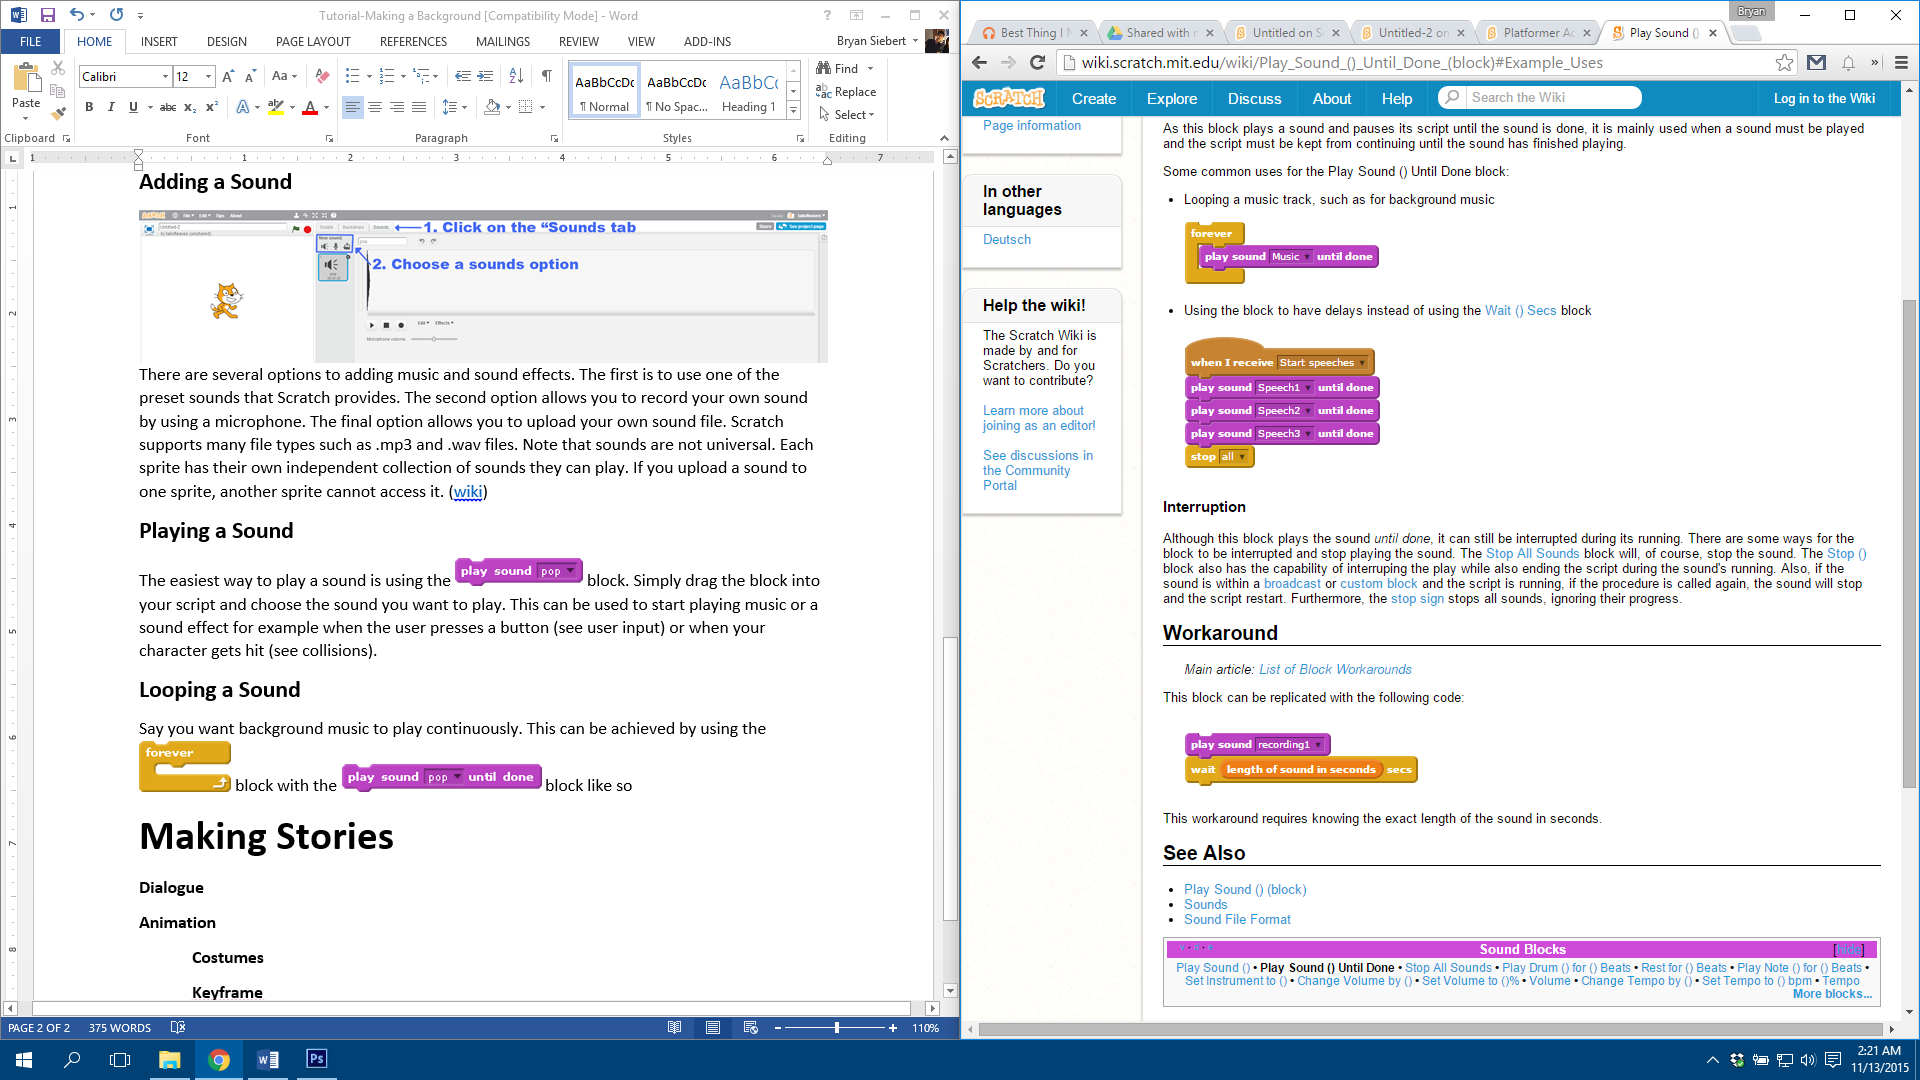 Tutorial-Making a Background [Compatibility Mode] - Word
FILE
HOME
INSERT
DESIGN
PAGE LAYOUT
REFERENCES
MAILINGS
REVIEW
VIEW
ADD-INS
Bryan Siebert
Paste
Calibri
12
Clipboard
Font
Paragraph
AaBbCcDc
¶ Normal
AaBbCcDc
¶ No Spac...
AaBbCc
Heading 1
Styles
Find
Replace
Select
Editing
Adding a Sound
1. Click on the “Sounds tab
2. Choose a sounds option
There are several options to adding music and sound effects. The first is to use one of the
preset sounds that Scratch provides. The second option allows you to record your own sound
by using a microphone. The final option allows you to upload your own sound file. Scratch
supports many file types such as .mp3 and .wav files. Note that sounds are not universal. Each
sprite has their own independent collection of sounds they can play. If you upload a sound to
one sprite, another sprite cannot access it. (wiki)
Playing a Sound
The easiest way to play a sound is using the play sound pop block. Simply drag the block into
your script and choose the sound you want to play. This can be used to start playing music or a
sound effect for example when the user presses a button (see user input) or when your
character gets hit (see collisions).
Looping a Sound
Say you want background music to play continuously. This can be achieved by using the
forever block with the play sound pop until done block like so
Making Stories
Dialogue
Animation
Costumes
Keyframe
PAGE 2 OF 2
375 WORDS
110%
Bryan
Best Thing I
Shared with
Untitled on S
Untitled-2 on
Platformer Ac
Play Sound ()
wiki.scratch.mit.edu/wiki/Play_Sound_()_Until_Done_(block)#Example_Uses
SCRATCH
Create
Explore
Discuss
About
Help
Search the Wiki
Log in to the Wiki
Page information
In other
languages
Deutsch
Help the wiki!
The Scratch Wiki is
made by and for
Scratchers. Do you
want to contribute?
Learn more about
joining as an editor!
See discussions in
the Community
Portal
As this block plays a sound and pauses its script until the sound is done, it is mainly used when a sound must be played
and the script must be kept from continuing until the sound has finished playing.
Some common uses for the Play Sound () Until Done block:
• Looping a music track, such as for background music
forever
play sound Music until done
• Using the block to have delays instead of using the Wait () Secs block
when I receive Start speeches
play sound Speech1 until done
play sound Speech2 until done
play sound Speech3 until done
stop all
Interruption
Although this block plays the sound until done, it can still be interrupted during its running. There are some ways for the
block to be interrupted and stop playing the sound. The Stop All Sounds block will, of course, stop the sound. The Stop ()
block also has the capability of interruping the play while also ending the script during the sound's running. Also, if the
sound is within a broadcast or custom block and the script is running, if the procedure is called again, the sound will stop
and the script restart. Furthermore, the stop sign stops all sounds, ignoring their progress.
Workaround
Main article: List of Block Workarounds
This block can be replicated with the following code:
play sound recording1
wait length of sound in seconds secs
This workaround requires knowing the exact length of the sound in seconds.
See Also
• Play Sound () (block)
• Sounds
• Sound File Format
Sound Blocks
[hide]
Play Sound () • Play Sound () Until Done • Stop All Sounds • Play Drum () for () Beats • Rest for () Beats • Play Note () for () Beats •
Set Instrument to () • Change Volume by () • Set Volume to ()% • Volume • Change Tempo by () • Set Tempo to () bpm • Tempo
More blocks...
2:21 AM
11/13/2015